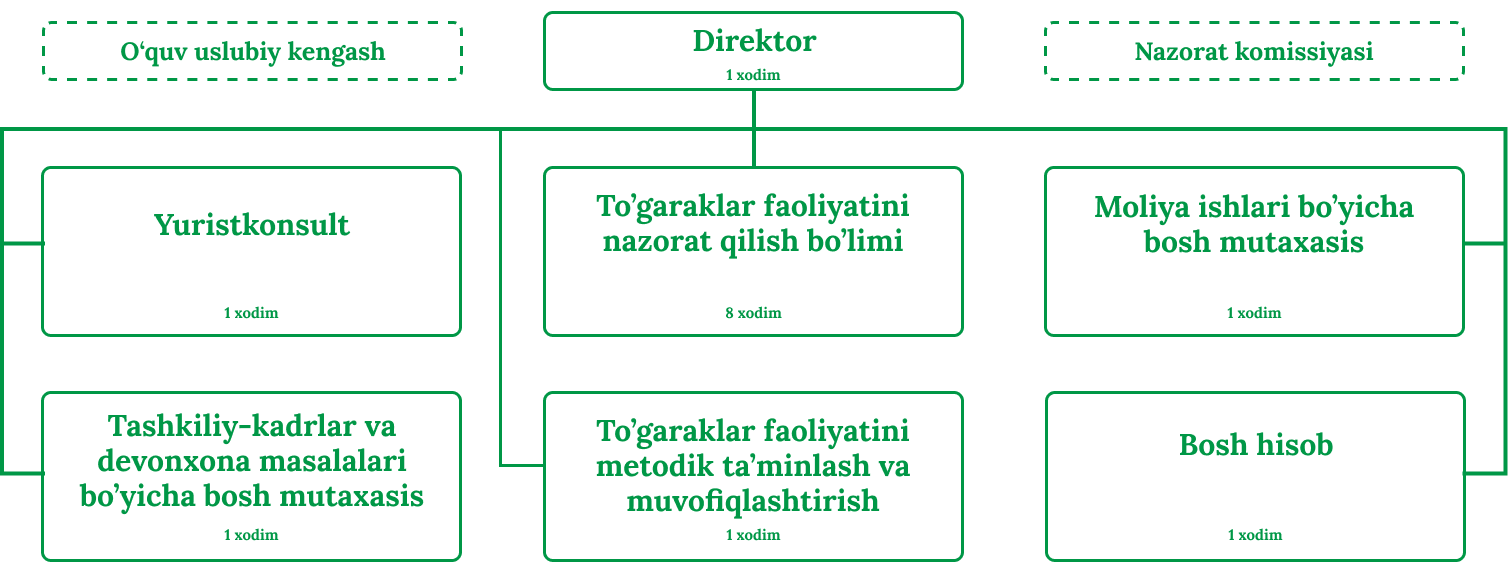 O‘quv uslubiy kengash
Direktor
1 xodim
Nazorat komissiyasi
Yuristkonsult
1 xodim
To’garaklar faoliyatini
nazorat qilish bo’limi
8 xodim
Moliya ishlari bo’yicha
bosh mutaxasis
1 xodim
Tashkiliy-kadrlar va
devonxona masalalari
bo’yicha bosh mutaxasis
1 xodim
To’garaklar faoliyatini
metodik ta’minlash va
muvofiqlashtirish
1 xodim
Bosh hisob
1 xodim